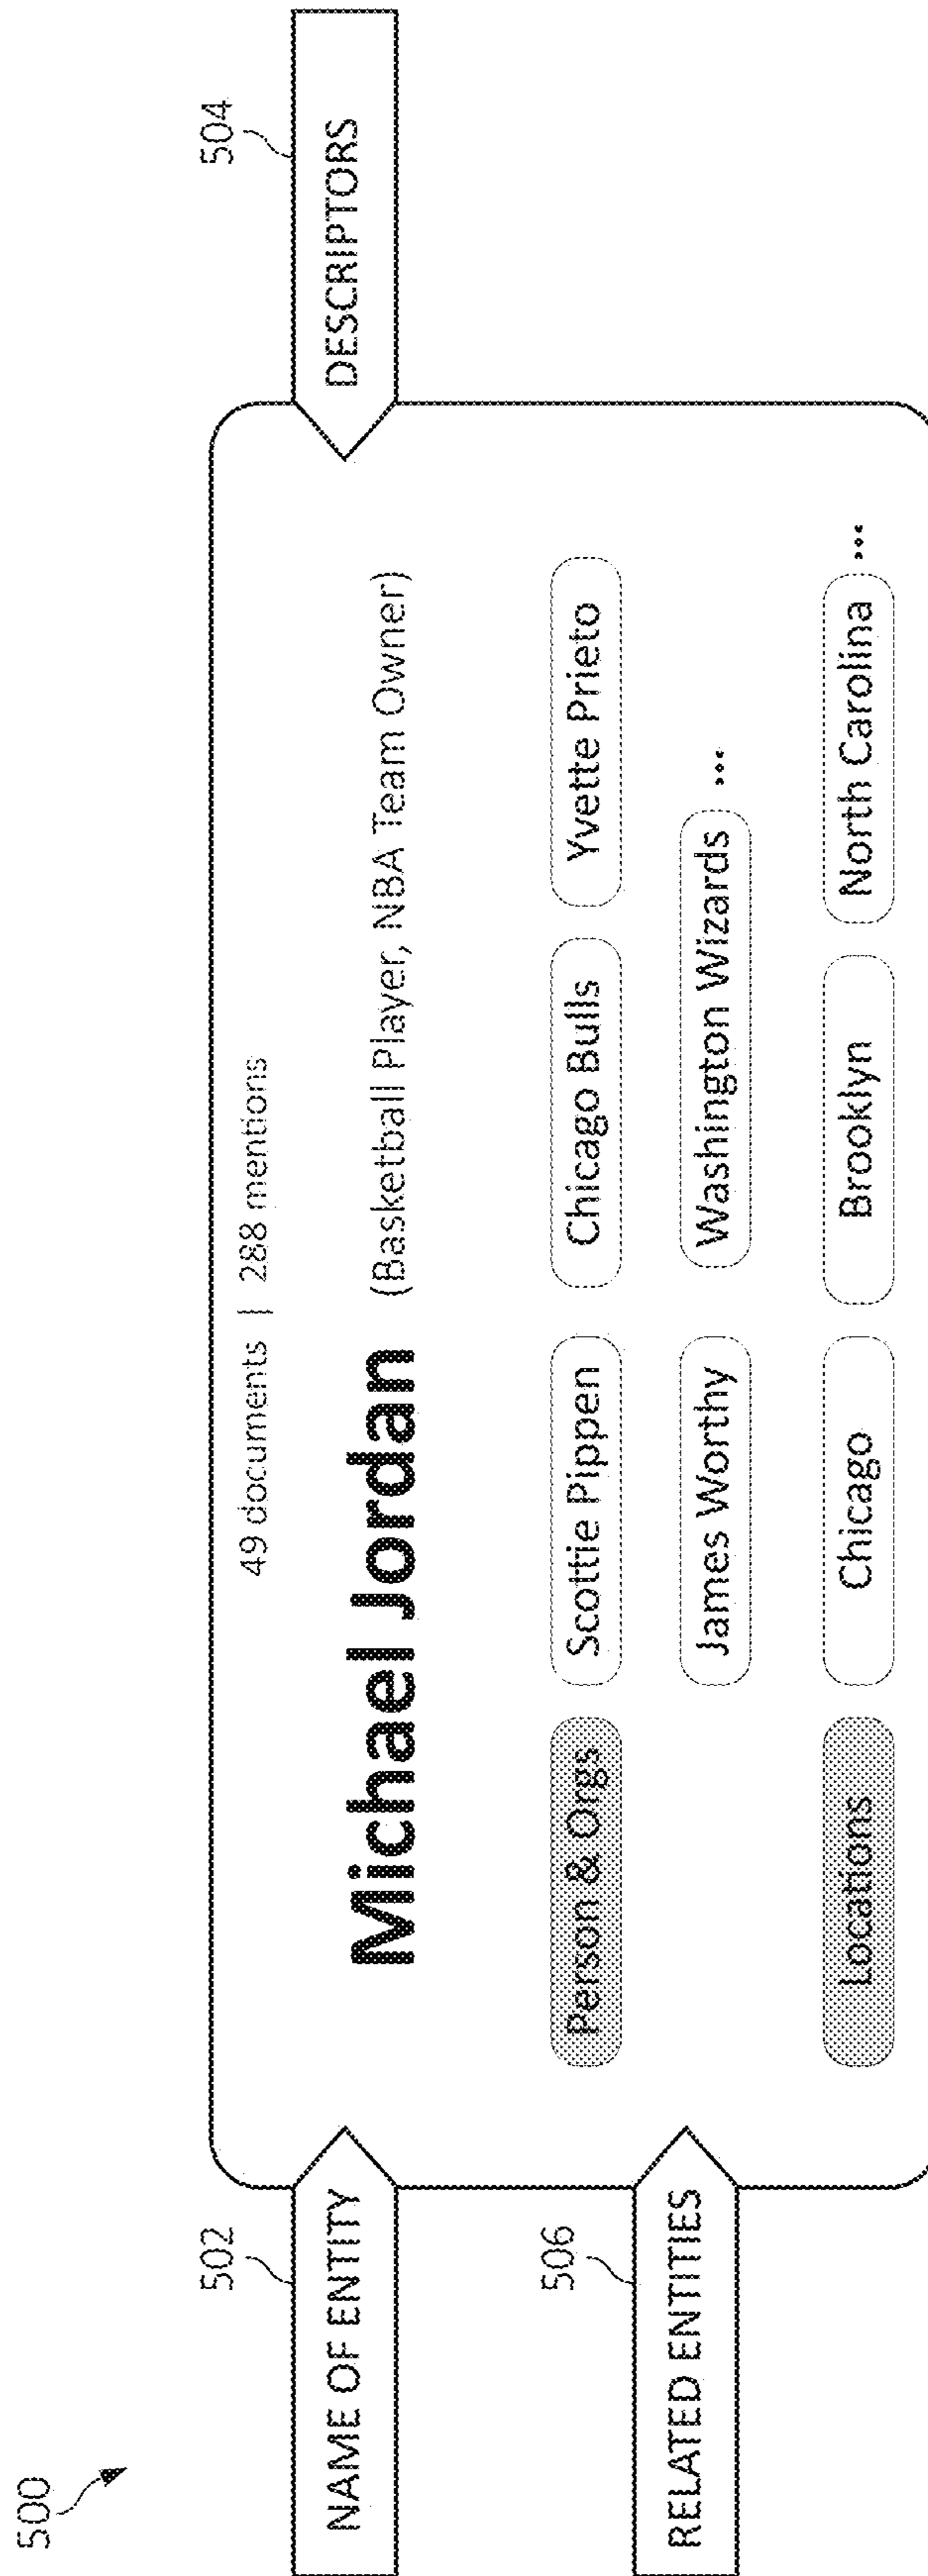 500
502
504
NAME OF ENTITY
DESCRIPTORS
49 documents | 288 mentions
Michael Jordan (Basketball Player, NBA Team Owner)
506
RELATED ENTITIES
Person & Orgs Scottie Pippen Chicago Bulls Yvette Prieto
James Worthy Washington Wizards ...
Locations Chicago Brooklyn North Carolina ...